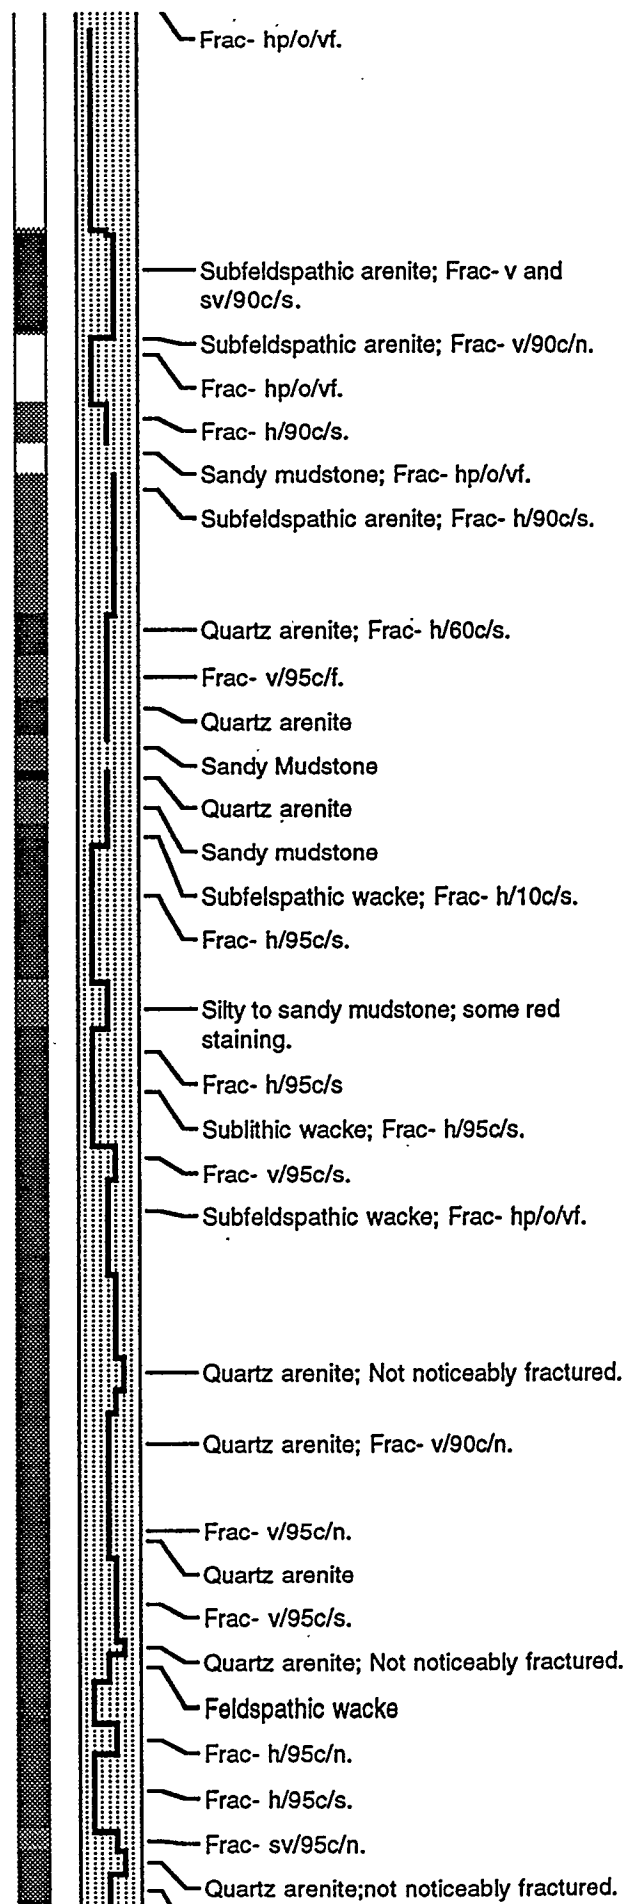 Frac- hp/o/vf.
Subfeldspathic arenite; Frac- v and
sv/90c/s.
Subfeldspathic arenite; Frac- v/90c/n.
Frac- hp/o/vf.
Frac- h/90c/s.
Sandy mudstone; Frac- hp/o/vf.
Subfeldspathic arenite; Frac- h/90c/s.
Quartz arenite; Frac- h/60c/s.
Frac- v/95c/f.
Quartz arenite
Sandy Mudstone
Quartz arenite
Sandy mudstone
Subfelspathic wacke; Frac- h/10c/s.
Frac- h/95c/s.
Silty to sandy mudstone; some red
staining.
Frac- h/95c/s
Sublithic wacke; Frac- h/95c/s.
Frac- v/95c/s.
Subfeldspathic wacke; Frac- hp/o/vf.
Quartz arenite; Not noticeably fractured.
Quartz arenite; Frac- v/90c/n.
Frac- v/95c/n.
Quartz arenite
Frac- v/95c/s.
Quartz arenite; Not noticeably fractured.
Feldspathic wacke
Frac- h/95c/n.
Frac- h/95c/s.
Frac- sv/95c/n.
Quartz arenite;not noticeably fractured.